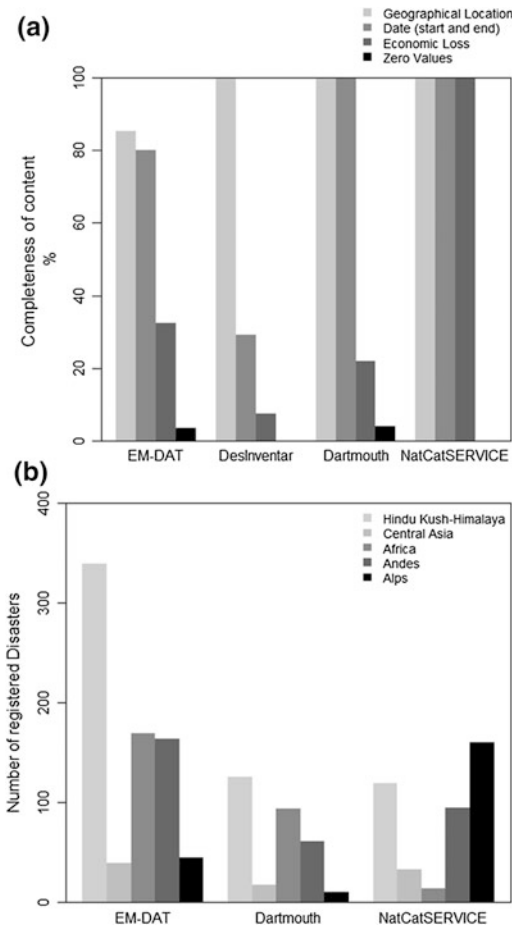 (a)
Geographical Location
Date (start and end)
Economic Loss
Zero Values
Completeness of content
%
100
80
60
40
20
0
EM-DAT
DesInventar
Dartmouth
NatCatSERVICE
(b)
Hindu Kush-Himalaya
Central Asia
Africa
Andes
Alps
Number of registered Disasters
400
300
200
100
0
EM-DAT
Dartmouth
NatCatSERVICE